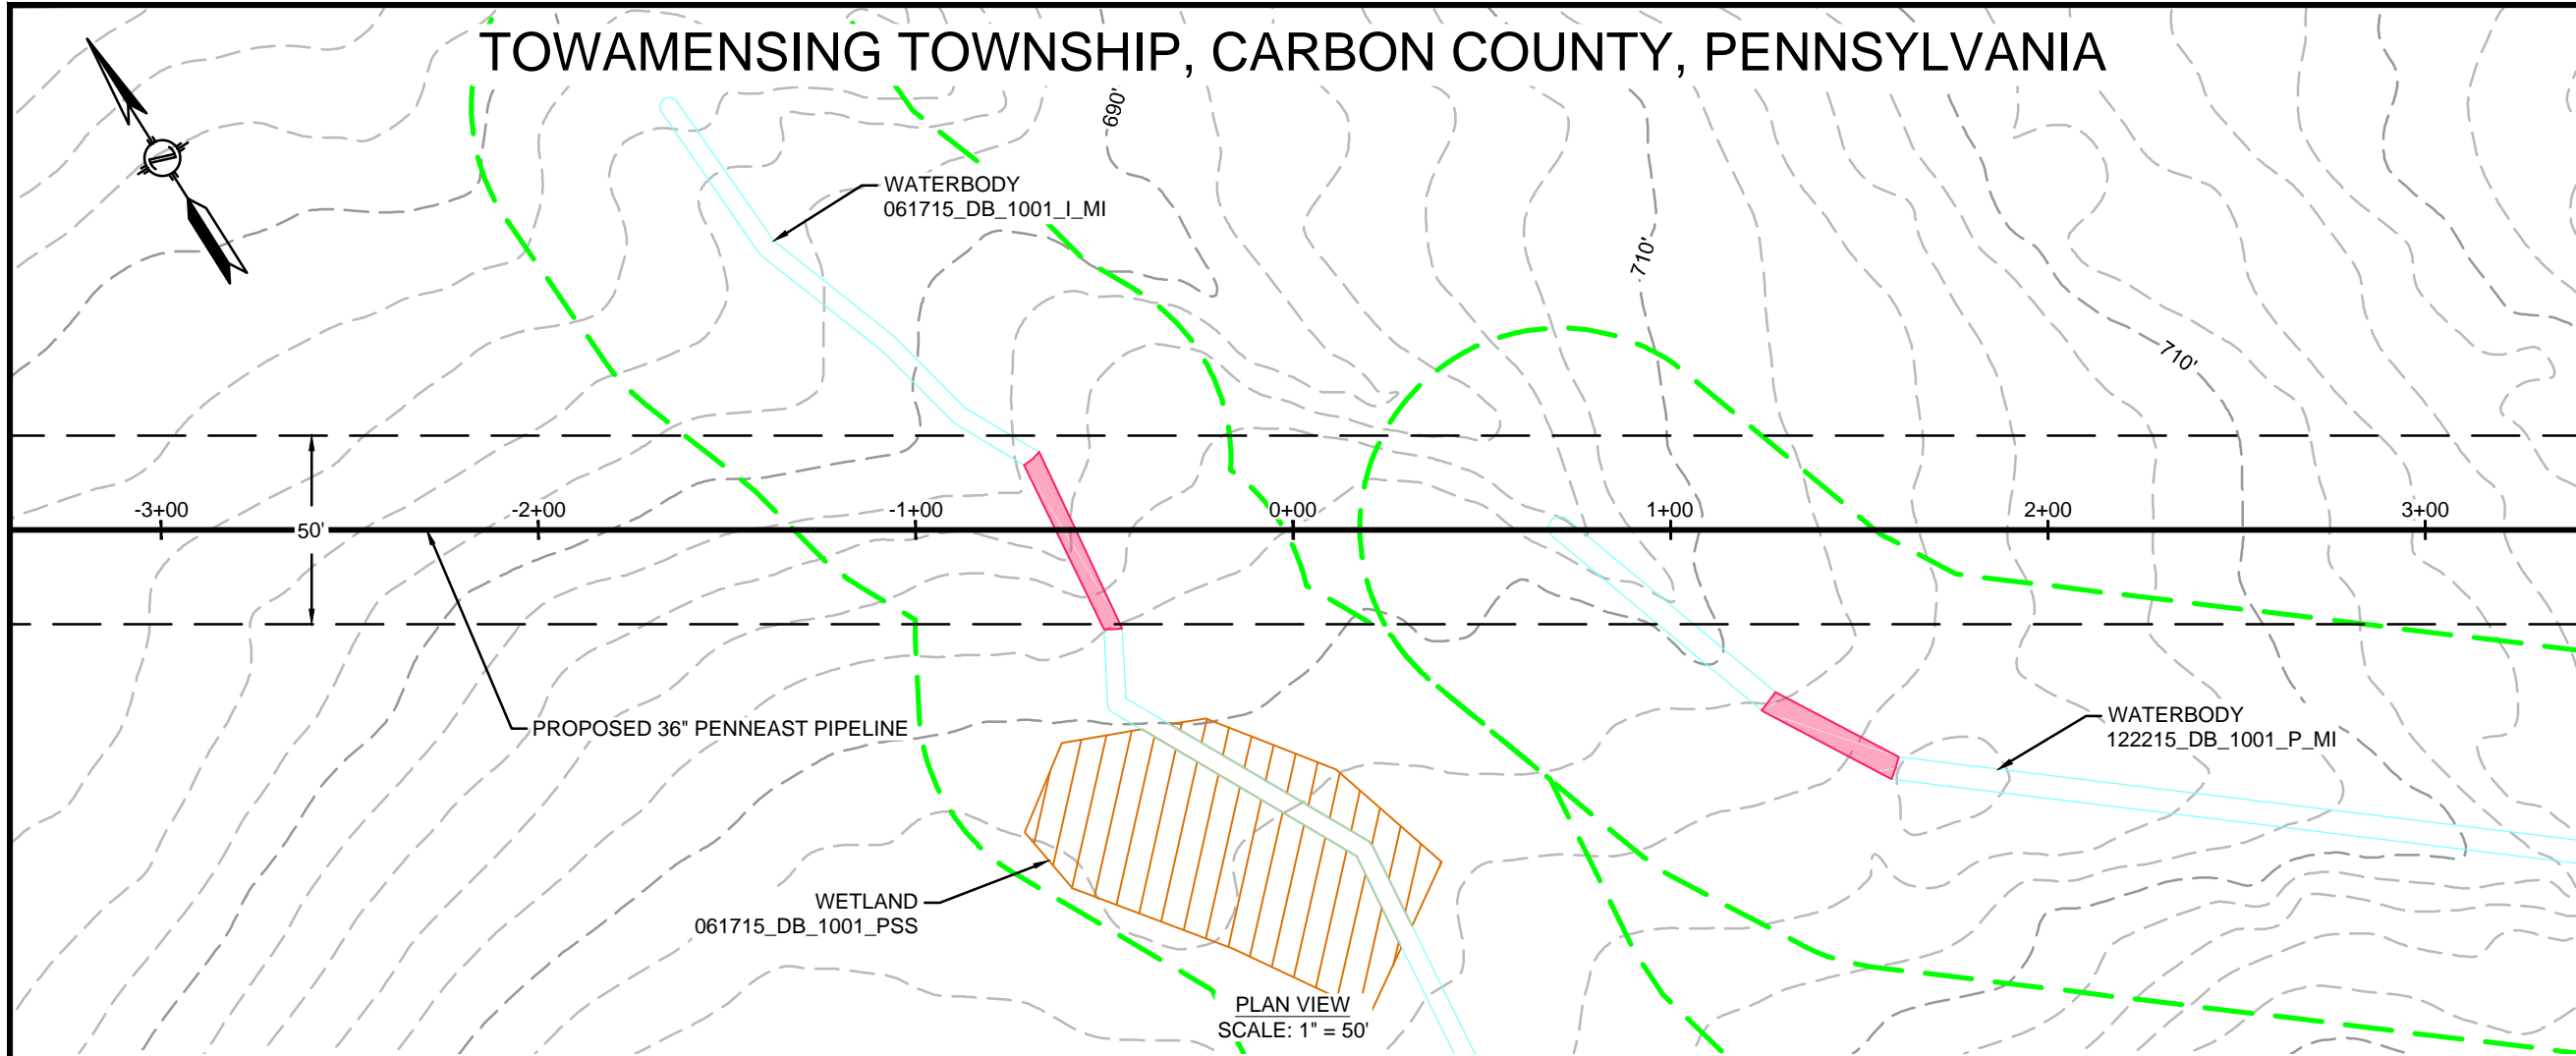 TOWAMENSING TOWNSHIP, CARBON COUNTY, PENNSYLVANIA
690'
WATERBODY
061715_DB_1001_I_MI
710'
710'
-3+00
-2+00
-1+00
0+00
1+00
2+00
3+00
50'
PROPOSED 36" PENNEAST PIPELINE
WATERBODY
122215_DB_1001_P_MI
WETLAND
061715_DB_1001_PSS
PLAN VIEW
SCALE: 1" = 50'